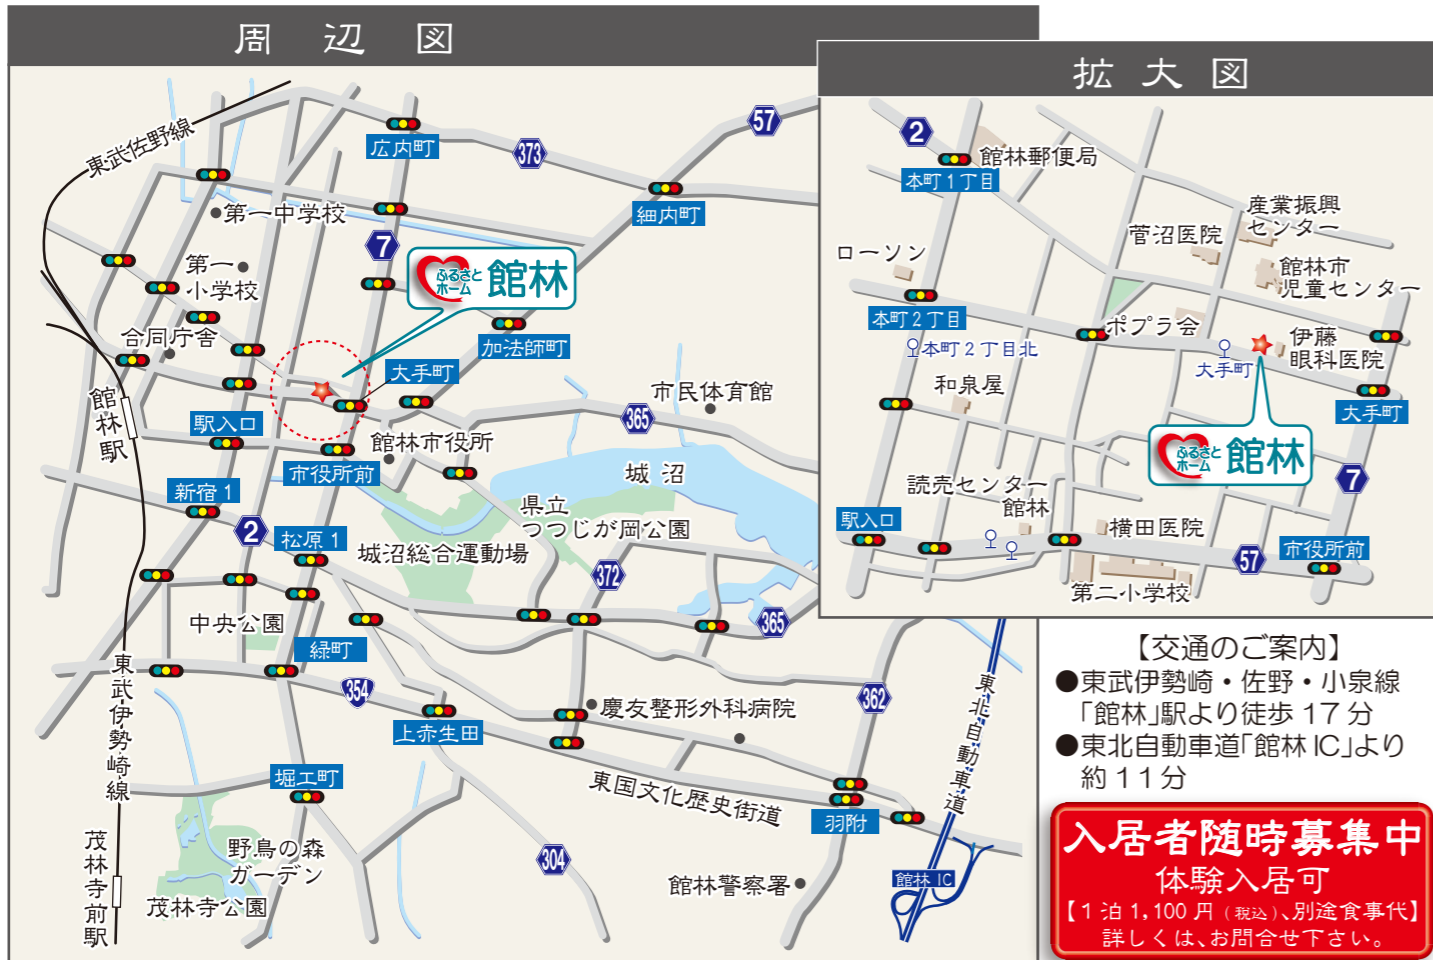 周辺図
東武佐野線
広内町
373
57
細内町
第一中学校
7
第一
小学校
ふるさと
ホーム
館林
合同庁舎
加法師町
大手町
市民体育館
365
館林駅
駅入口
館林市役所
市役所前
城沼
新宿1
2
松原1
県立
つつじが岡公園
城沼総合運動場
372
365
中央公園
緑町
354
362
慶友整形外科病院
上赤生田
東武伊勢崎線
東北自動車道
堀工町
東国文化歴史街道
羽附
野鳥の森
ガーデン
304
館林警察署
館林 IC
茂林寺公園
茂林寺前駅
拡大図
2
館林郵便局
本町1丁目
産業振興
センター
菅沼医院
ローソン
館林市
児童センター
本町2丁目
ポプラ会
本町2丁目北
伊藤
眼科医院
大手町
和泉屋
大手町
ふるさと
ホーム
館林
7
読売センター
館林
駅入口
横田医院
市役所前
57
第二小学校
【交通のご案内】
●東武伊勢崎・佐野・小泉線
「館林」駅より徒歩 17 分
●東北自動車道「館林 IC」より
約 11 分
入居者随時募集中
体験入居可
【1 泊 1,100 円(税込)、別途食事代】
詳しくは、お問合せ下さい。